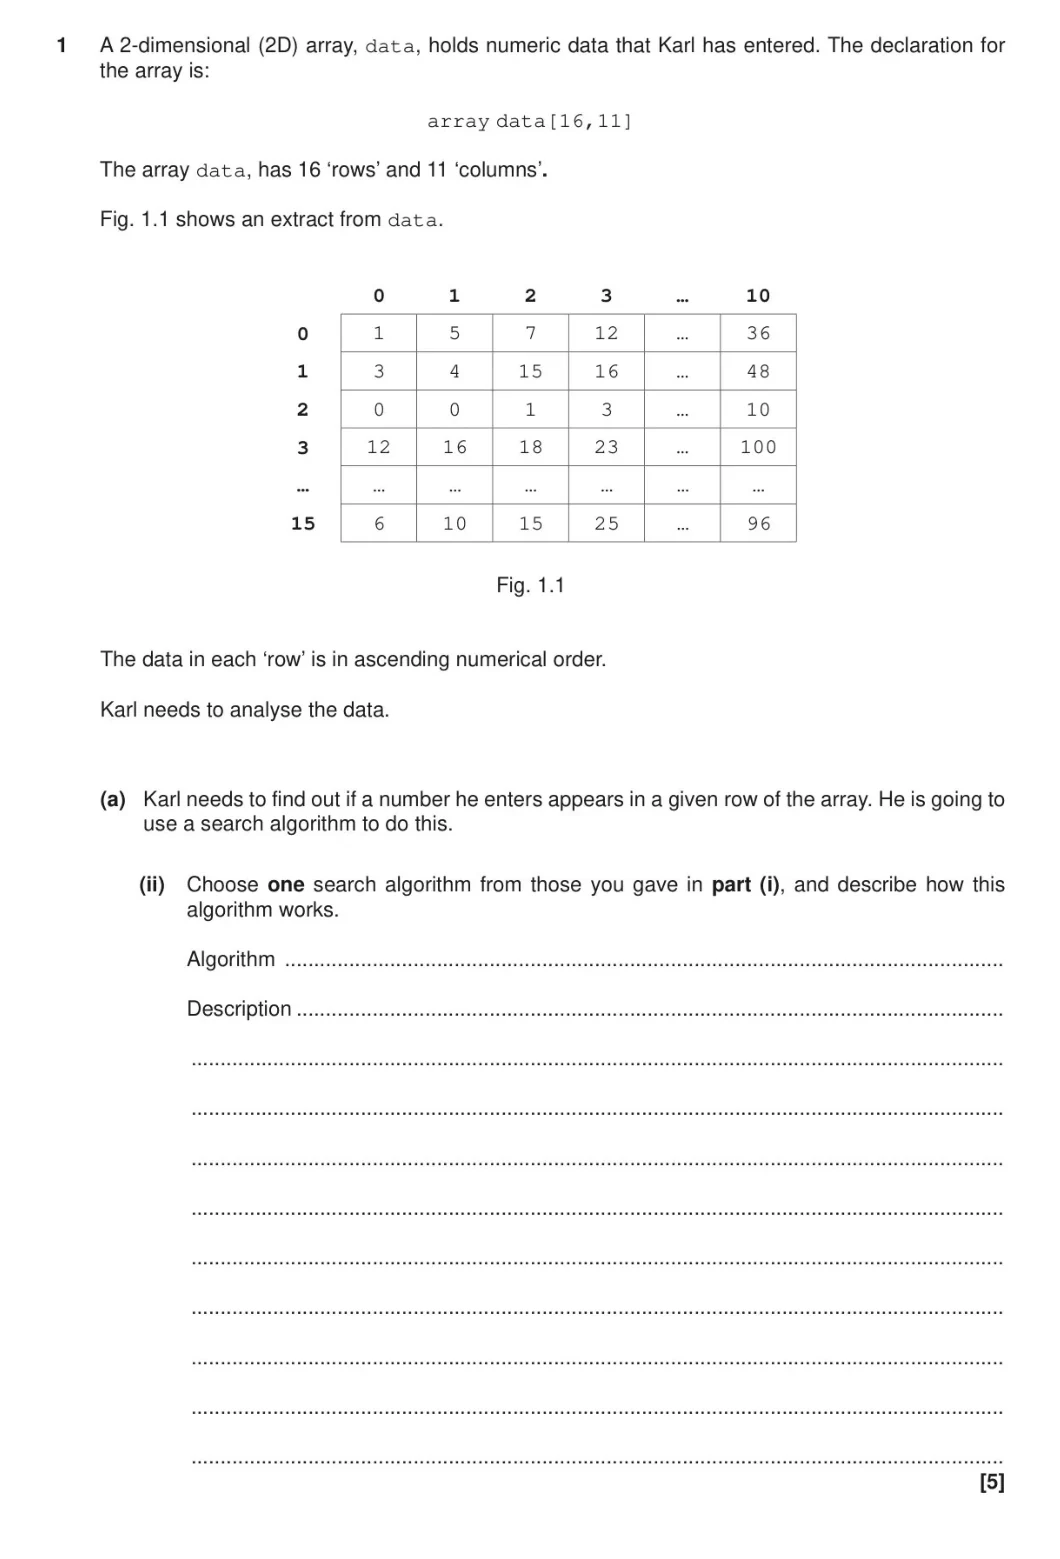 1 A 2-dimensional (2D) array, data, holds numeric data that Karl has entered. The declaration for
the array is:
array data[16,11]
The array data, has 16 ‘rows’ and 11 ‘columns’.
Fig. 1.1 shows an extract from data.
0 1 2 3 … 10
0 1 5 7 12 … 36
1 3 4 15 16 … 48
2 0 0 1 3 … 10
3 12 16 18 23 … 100
… … … … … … …
15 6 10 15 25 … 96
Fig. 1.1
The data in each ‘row’ is in ascending numerical order.
Karl needs to analyse the data.
(a) Karl needs to find out if a number he enters appears in a given row of the array. He is going to
use a search algorithm to do this.
(ii) Choose one search algorithm from those you gave in part (i), and describe how this
algorithm works.
Algorithm
Description
[5]